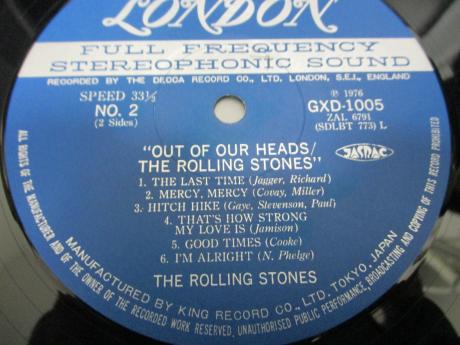 LONDON
FULL FREQUENCY
STEREOPHONIC SOUND
RECORDED BY THE DECCA RECORD CO., LTD. LONDON, S.E.I., ENGLAND
SPEED 33⅓
NO. 2
(2 Sides)
Ⓟ 1976
GXD-1005
ZAL 6791
(SDLBT 773) L
"OUT OF OUR HEADS/
THE ROLLING STONES"
JASRAC
1. THE LAST TIME (Jagger, Richard)
2. MERCY, MERCY (Covay, Miller)
3. HITCH HIKE (Gaye, Stevenson, Paul)
4. THAT'S HOW STRONG
MY LOVE IS (Jamison)
5. GOOD TIMES (Cooke)
6. I'M ALRIGHT (N. Phelge)
THE ROLLING STONES
MANUFACTURED BY KING RECORD CO., LTD. TOKYO, JAPAN
ALL RIGHTS OF THE MANUFACTURER AND OF THE OWNER OF THE RECORDED WORK RESERVED, UNAUTHORISED PUBLIC PERFORMANCE, BROADCASTING AND COPYING OF THIS RECORD PROHIBITED